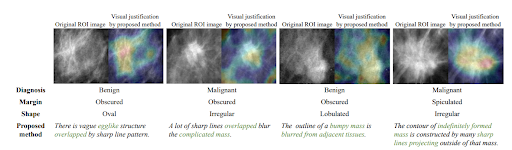 Original ROI image Visual justification by proposed method Original ROI image Visual justification by proposed method Original ROI image Visual justification by proposed method Original ROI image Visual justification by proposed method
Diagnosis Benign Malignant Benign Malignant
Margin Obscured Obscured Obscured Spiculated
Shape Oval Irregular Lobulated Irregular
Proposed method
There is vague egglike structure
overlapped by sharp line pattern.
A lot of sharp lines overlapped blur
the complicated mass.
The outline of a bumpy mass is
blurred from adjacent tissues.
The contour of indefinitely formed
mass is constructed by many sharp
lines projecting outside of that mass.